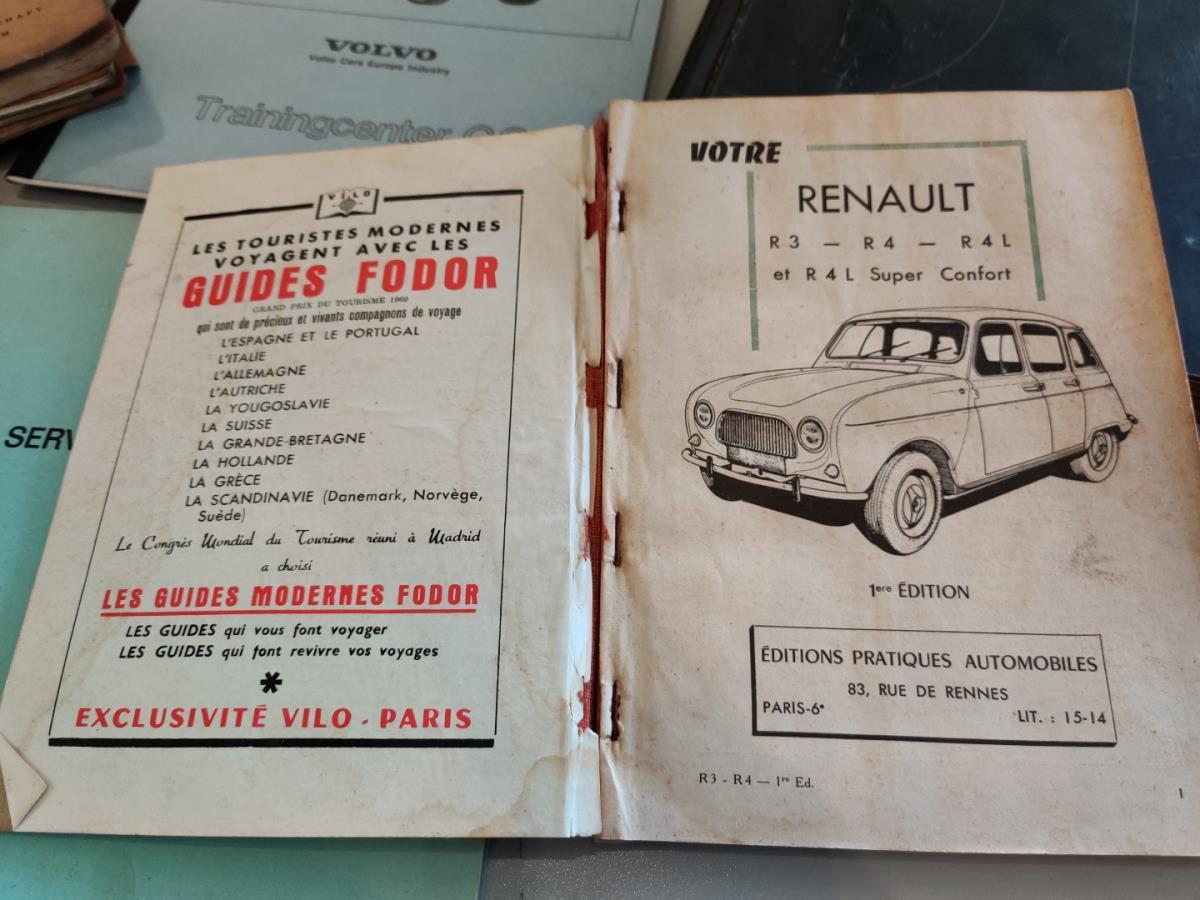 CRAFT
VOLVO
Volvo Cars Europe Industry
Trainingcenter
SERV
VILO
LES TOURISTES MODERNES
VOYAGENT AVEC LES
GUIDES FODOR
GRAND PRIX DU TOURISME 1960
qui sont de précieux et vivants compagnons de voyage
L'ESPAGNE ET LE PORTUGAL
L'ITALIE
L'ALLEMAGNE
L'AUTRICHE
LA YOUGOSLAVIE
LA SUISSE
LA GRANDE-BRETAGNE
LA HOLLANDE
LA GRÈCE
LA SCANDINAVIE (Danemark, Norvège,
Suède)
Le Congrès Mondial du Tourisme réuni à Madrid
a choisi
LES GUIDES MODERNES FODOR
LES GUIDES qui vous font voyager
LES GUIDES qui font revivre vos voyages
*
EXCLUSIVITÉ VILO - PARIS
VOTRE
RENAULT
R3 — R4 — R4L
et R4L Super Confort
1ere ÉDITION
ÉDITIONS PRATIQUES AUTOMOBILES
83, RUE DE RENNES
PARIS-6e
LIT. : 15-14
R3 - R4 — 1re Ed.
1